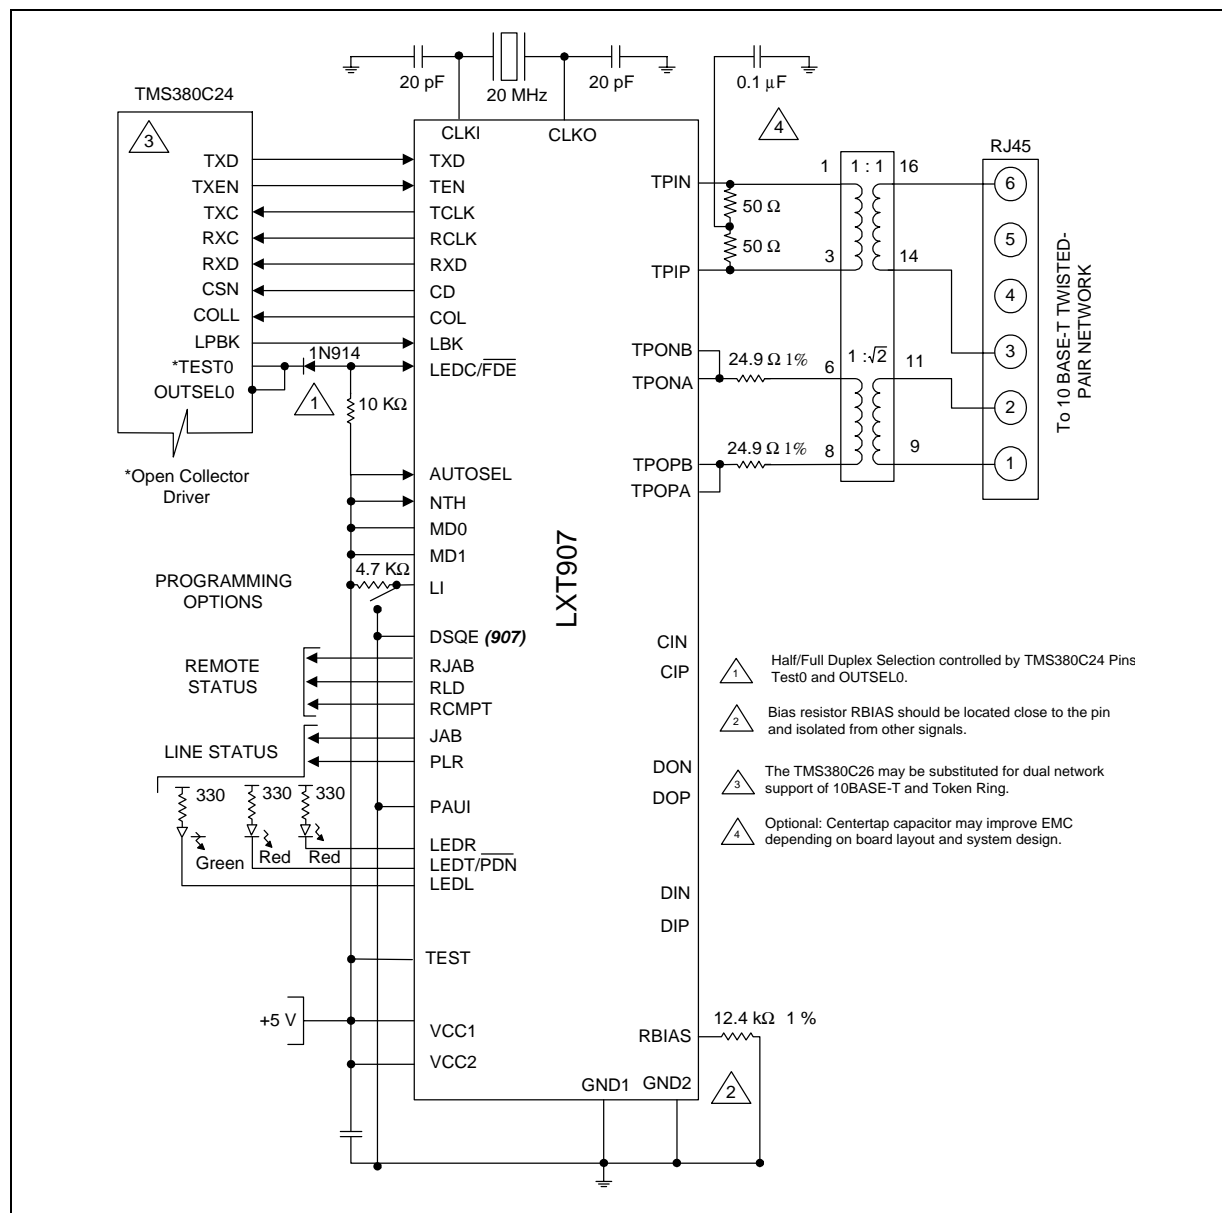 20 pF
20 MHz
20 pF
0.1 µF
TMS380C24
3
4
RJ45
CLKI
CLKO
TXD
TXEN
TXC
RXC
RXD
CSN
COLL
LPBK
*TEST0
OUTSEL0
1N914
1
10 KΩ
*Open Collector
Driver
TXD
TEN
TCLK
RCLK
RXD
CD
COL
LBK
LEDC/FDE
AUTOSEL
NTH
MD0
MD1
4.7 KΩ
LI
DSQE (907)
RJAB
RLD
RCMPT
JAB
PLR
PAUI
LEDR
LEDT/PDN
LEDL
TEST
VCC1
VCC2
PROGRAMMING
OPTIONS
REMOTE
STATUS
LINE STATUS
330
330
330
Green
Red
Red
+5 V
LXT907
TPIN
TPIP
TPONB
TPONA
TPOPB
TPOPA
CIN
CIP
DON
DOP
DIN
DIP
RBIAS
GND1
GND2
50 Ω
50 Ω
24.9 Ω 1%
24.9 Ω 1%
12.4 kΩ 1 %
2
1
1 : 1
16
3
14
6
1 :√2
11
8
9
6
5
4
3
2
1
To 10 BASE-T TWISTED-
PAIR NETWORK
1
Half/Full Duplex Selection controlled by TMS380C24 Pins
Test0 and OUTSEL0.
2
Bias resistor RBIAS should be located close to the pin
and isolated from other signals.
3
The TMS380C26 may be substituted for dual network
support of 10BASE-T and Token Ring.
4
Optional: Centertap capacitor may improve EMC
depending on board layout and system design.